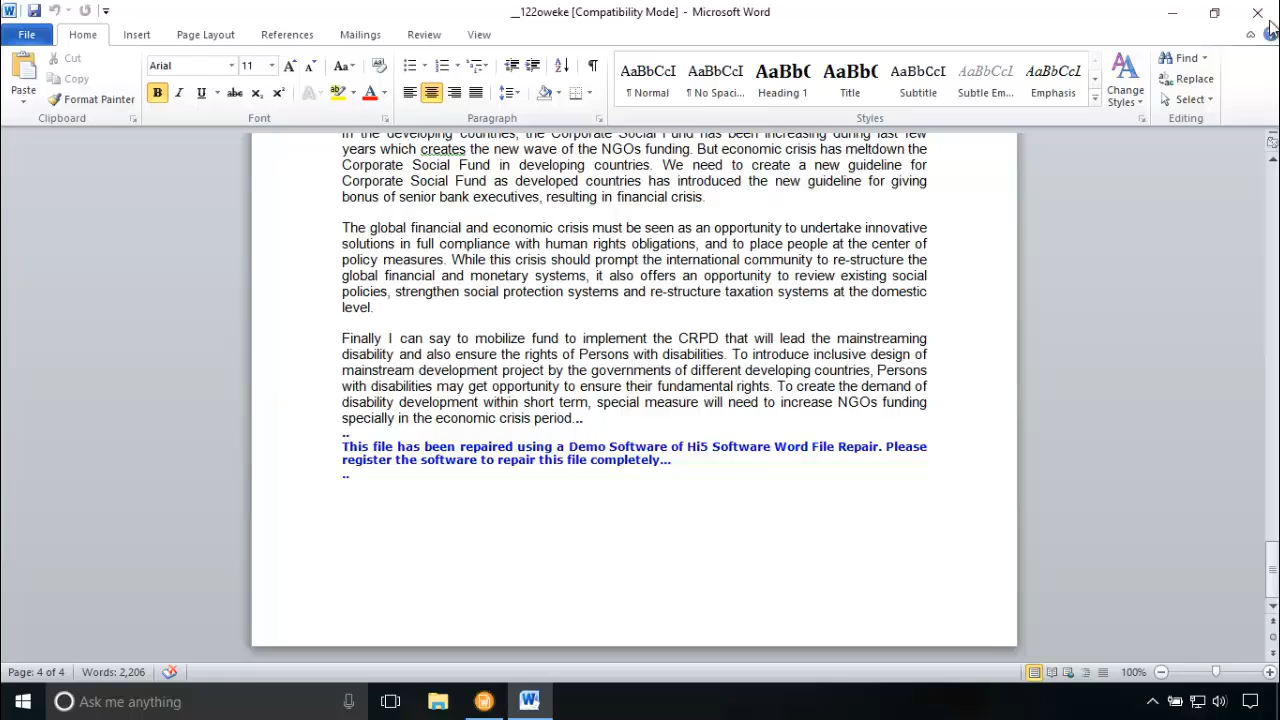 __122oweke [Compatibility Mode] - Microsoft Word
File Home Insert Page Layout References Mailings Review View
Paste Cut Copy Format Painter
Arial 11
AaBbCcI AaBbCcI AaBbC AaBbC AaBbCcI AaBbCcI AaBbCcI
¶ Normal ¶ No Spaci... Heading 1 Title Subtitle Subtle Em... Emphasis
Change Styles
Find
Replace
Select
Clipboard Font Paragraph Styles Editing
In the developing countries, the Corporate Social Fund has been increasing during last few
years which creates the new wave of the NGOs funding. But economic crisis has meltdown the
Corporate Social Fund in developing countries. We need to create a new guideline for
Corporate Social Fund as developed countries has introduced the new guideline for giving
bonus of senior bank executives, resulting in financial crisis.
The global financial and economic crisis must be seen as an opportunity to undertake innovative
solutions in full compliance with human rights obligations, and to place people at the center of
policy measures. While this crisis should prompt the international community to re-structure the
global financial and monetary systems, it also offers an opportunity to review existing social
policies, strengthen social protection systems and re-structure taxation systems at the domestic
level.
Finally I can say to mobilize fund to implement the CRPD that will lead the mainstreaming
disability and also ensure the rights of Persons with disabilities. To introduce inclusive design of
mainstream development project by the governments of different developing countries, Persons
with disabilities may get opportunity to ensure their fundamental rights. To create the demand of
disability development within short term, special measure will need to increase NGOs funding
specially in the economic crisis period...
..
This file has been repaired using a Demo Software of Hi5 Software Word File Repair. Please
register the software to repair this file completely...
..
Page: 4 of 4 Words: 2,206 100%
Ask me anything